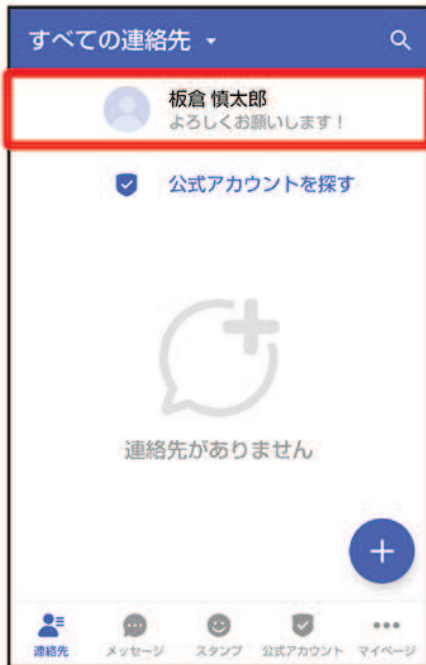 すべての連絡先
板倉 慎太郎
よろしくお願いします！
公式アカウントを探す
連絡先がありません
連絡先 メッセージ スタンプ 公式アカウント マイページ